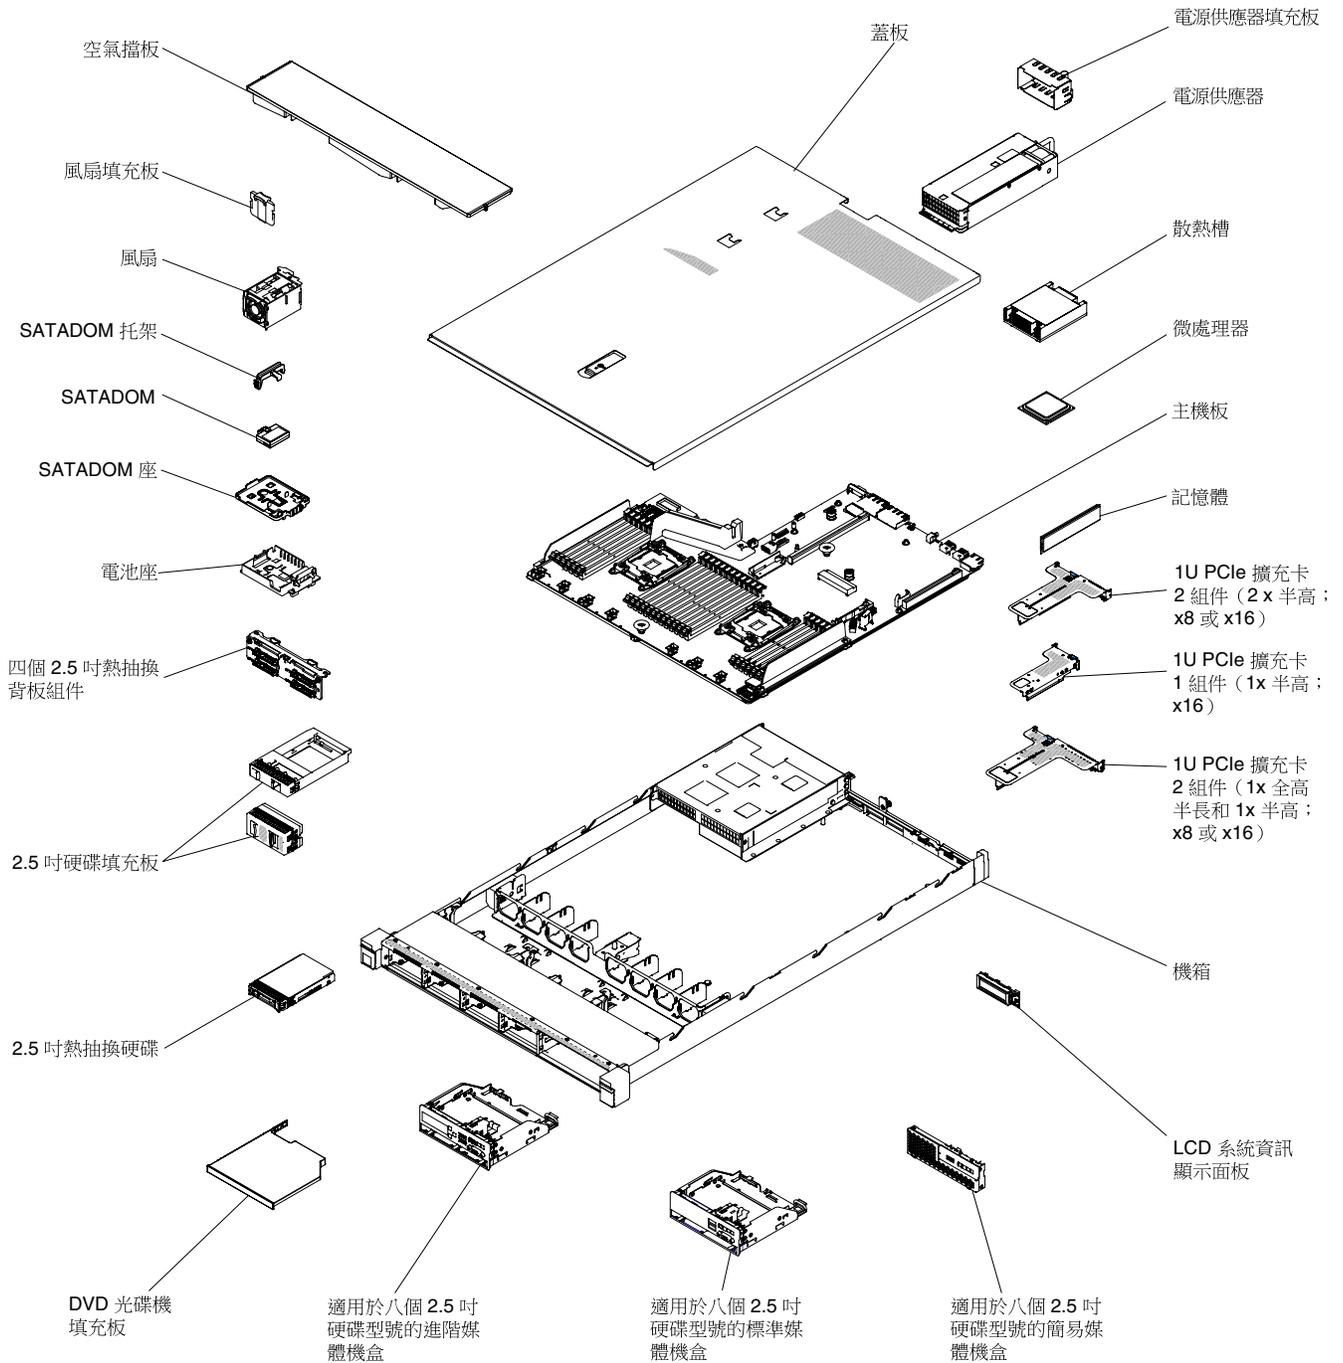 電源供應器填充板
蓋板
空氣擋板
電源供應器
風扇填充板
散熱槽
風扇
SATADOM 托架
微處理器
SATADOM
主機板
SATADOM 座
記憶體
電池座
1U PCIe 擴充卡
2 組件（2 x 半高；
x8 或 x16）
四個 2.5 吋熱抽換
背板組件
1U PCIe 擴充卡
1 組件（1x 半高；
x16）
1U PCIe 擴充卡
2 組件（1x 全高
半長和 1x 半高；
x8 或 x16）
2.5 吋硬碟填充板
機箱
2.5 吋熱抽換硬碟
LCD 系統資訊
顯示面板
DVD 光碟機
填充板
適用於八個 2.5 吋
硬碟型號的進階媒
體機盒
適用於八個 2.5 吋
硬碟型號的標準媒
體機盒
適用於八個 2.5 吋
硬碟型號的簡易媒
體機盒